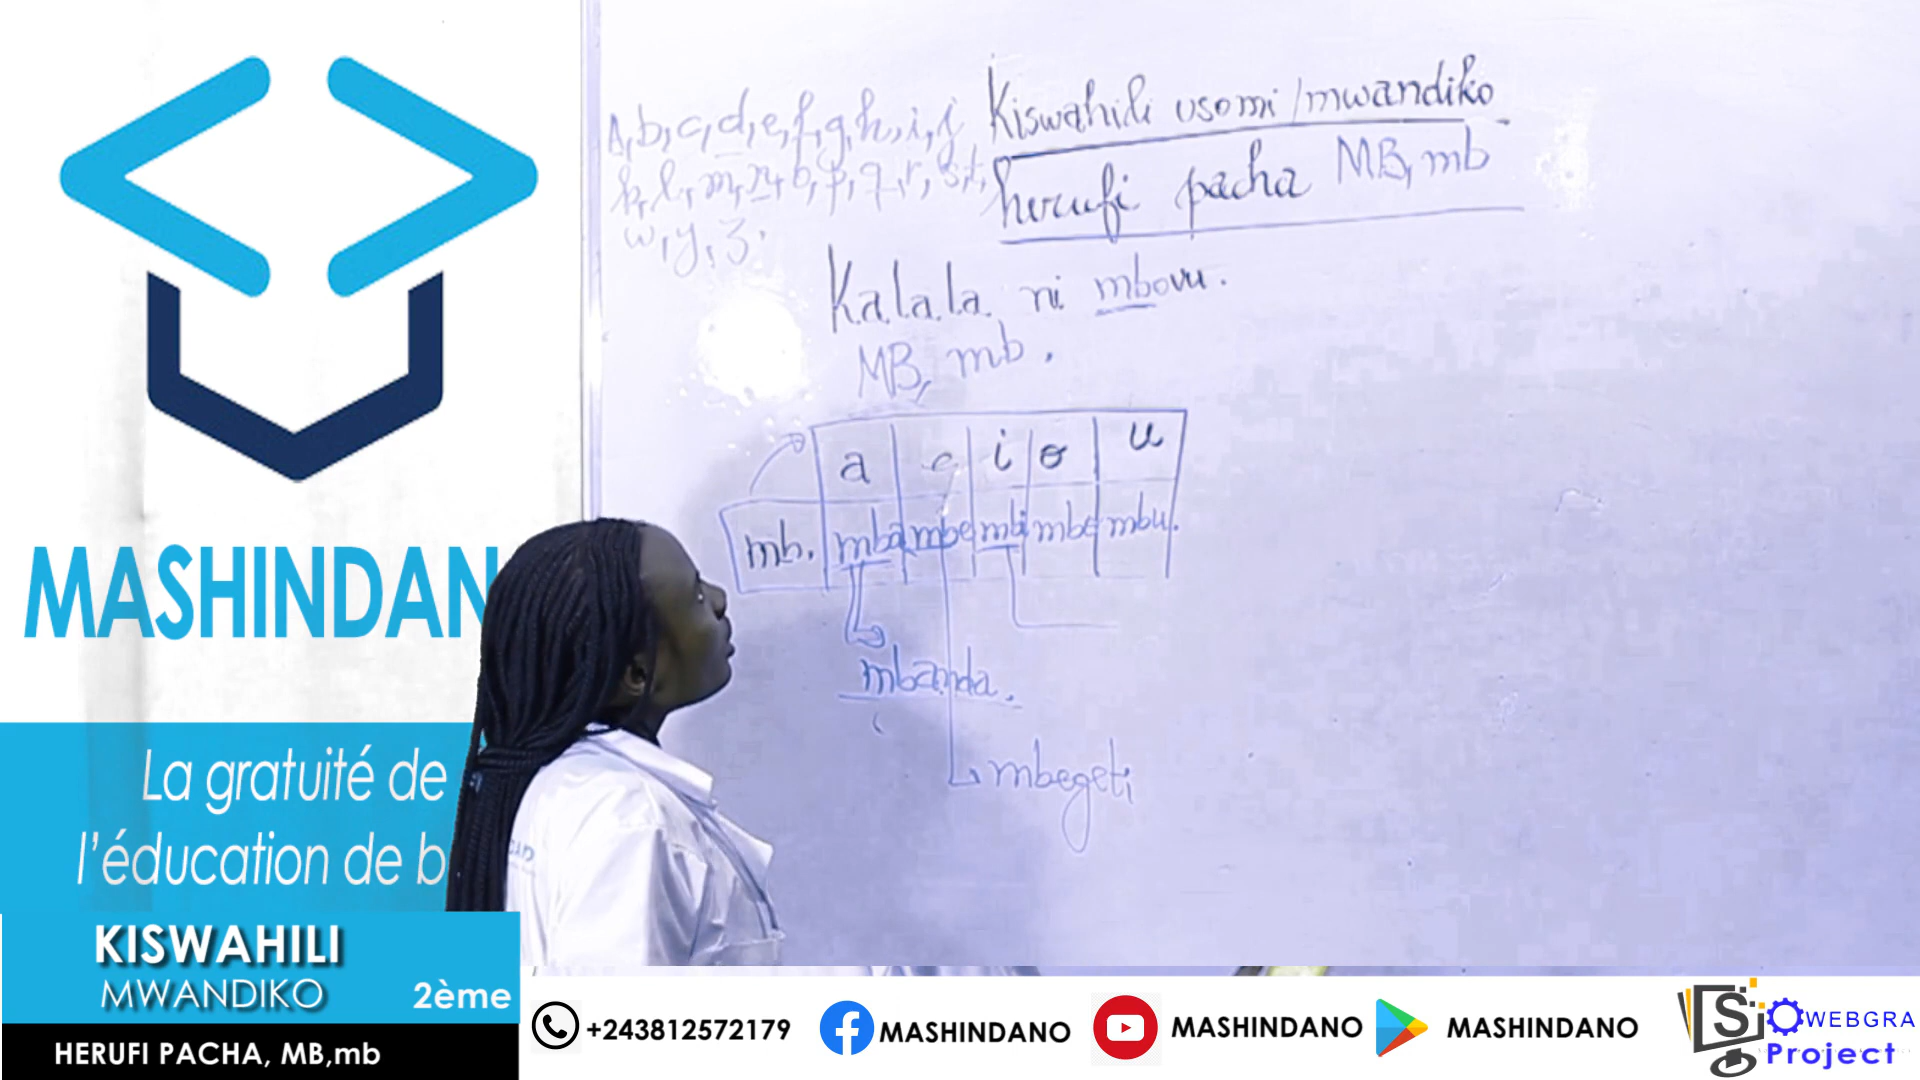 A, b, c, d, e, f, g, h, i, j
k, l, m, n, o, p, q, r, s, t,
w, y, z.
Kiswahili usomi / mwandiko
herufi pacha MB, mb
Kalala ni mbovu.
MB, mb.
a e i o u
mb. mba mbe mbi mbo mbu.
mbanda.
mbegeti
MASHINDAN
La gratuité de
l'éducation de b
KISWAHILI
MWANDIKO 2ème
HERUFI PACHA, MB,mb
+243812572179 MASHINDANO MASHINDANO MASHINDANO
S OWEBGRA
Project